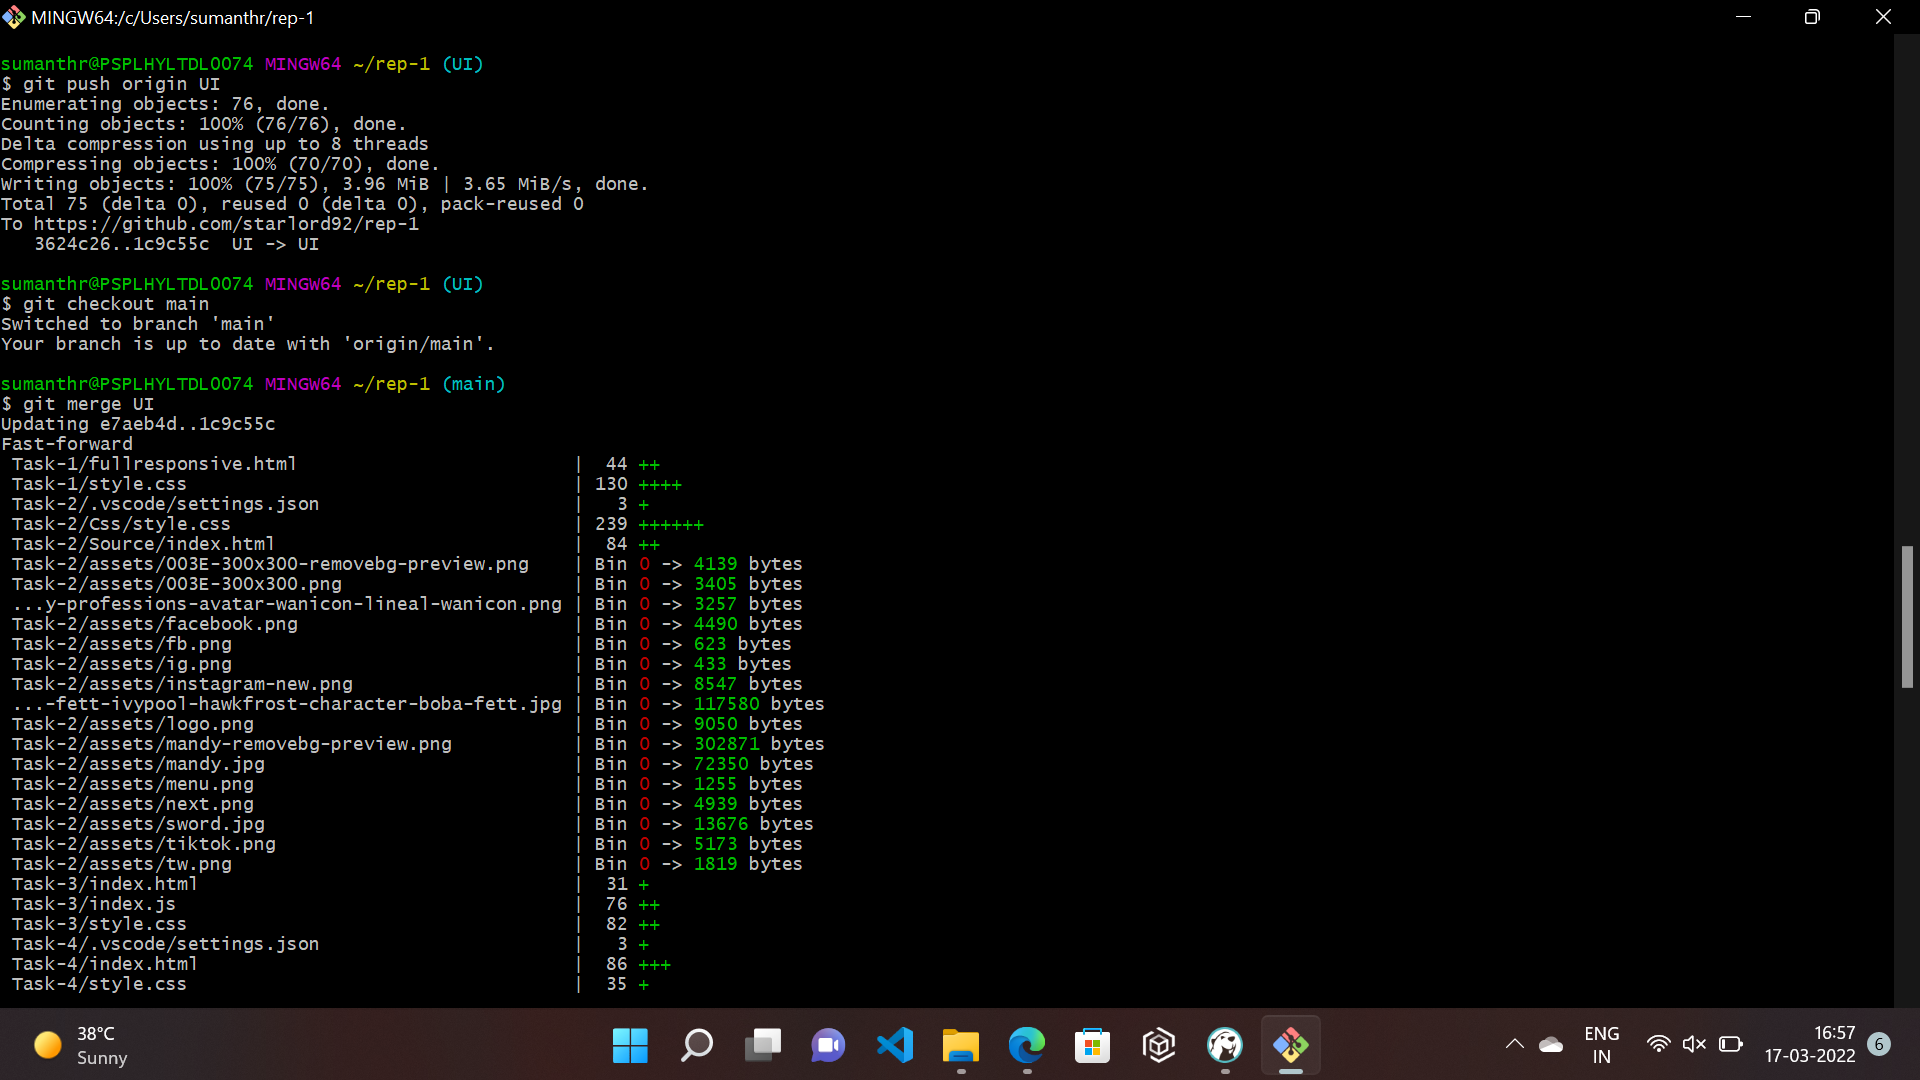 MINGW64:/c/Users/sumanthr/rep-1
sumanthr@PSPLHYLTDL0074 MINGW64 ~/rep-1 (UI)
$ git push origin UI
Enumerating objects: 76, done.
Counting objects: 100% (76/76), done.
Delta compression using up to 8 threads
Compressing objects: 100% (70/70), done.
Writing objects: 100% (75/75), 3.96 MiB | 3.65 MiB/s, done.
Total 75 (delta 0), reused 0 (delta 0), pack-reused 0
To https://github.com/starlord92/rep-1
   3624c26..1c9c55c  UI -> UI
sumanthr@PSPLHYLTDL0074 MINGW64 ~/rep-1 (UI)
$ git checkout main
Switched to branch 'main'
Your branch is up to date with 'origin/main'.
sumanthr@PSPLHYLTDL0074 MINGW64 ~/rep-1 (main)
$ git merge UI
Updating e7aeb4d..1c9c55c
Fast-forward
 Task-1/fullresponsive.html | 44 ++
 Task-1/style.css | 130 ++++
 Task-2/.vscode/settings.json | 3 +
 Task-2/Css/style.css | 239 ++++++
 Task-2/Source/index.html | 84 ++
 Task-2/assets/003E-300x300-removebg-preview.png | Bin 0 -> 4139 bytes
 Task-2/assets/003E-300x300.png | Bin 0 -> 3405 bytes
 ...y-professions-avatar-wanicon-lineal-wanicon.png | Bin 0 -> 3257 bytes
 Task-2/assets/facebook.png | Bin 0 -> 4490 bytes
 Task-2/assets/fb.png | Bin 0 -> 623 bytes
 Task-2/assets/ig.png | Bin 0 -> 433 bytes
 Task-2/assets/instagram-new.png | Bin 0 -> 8547 bytes
 ...-fett-ivypool-hawkfrost-character-boba-fett.jpg | Bin 0 -> 117580 bytes
 Task-2/assets/logo.png | Bin 0 -> 9050 bytes
 Task-2/assets/mandy-removebg-preview.png | Bin 0 -> 302871 bytes
 Task-2/assets/mandy.jpg | Bin 0 -> 72350 bytes
 Task-2/assets/menu.png | Bin 0 -> 1255 bytes
 Task-2/assets/next.png | Bin 0 -> 4939 bytes
 Task-2/assets/sword.jpg | Bin 0 -> 13676 bytes
 Task-2/assets/tiktok.png | Bin 0 -> 5173 bytes
 Task-2/assets/tw.png | Bin 0 -> 1819 bytes
 Task-3/index.html | 31 +
 Task-3/index.js | 76 ++
 Task-3/style.css | 82 ++
 Task-4/.vscode/settings.json | 3 +
 Task-4/index.html | 86 +++
 Task-4/style.css | 35 +
38°C
Sunny
ENG
IN
16:57
17-03-2022
6